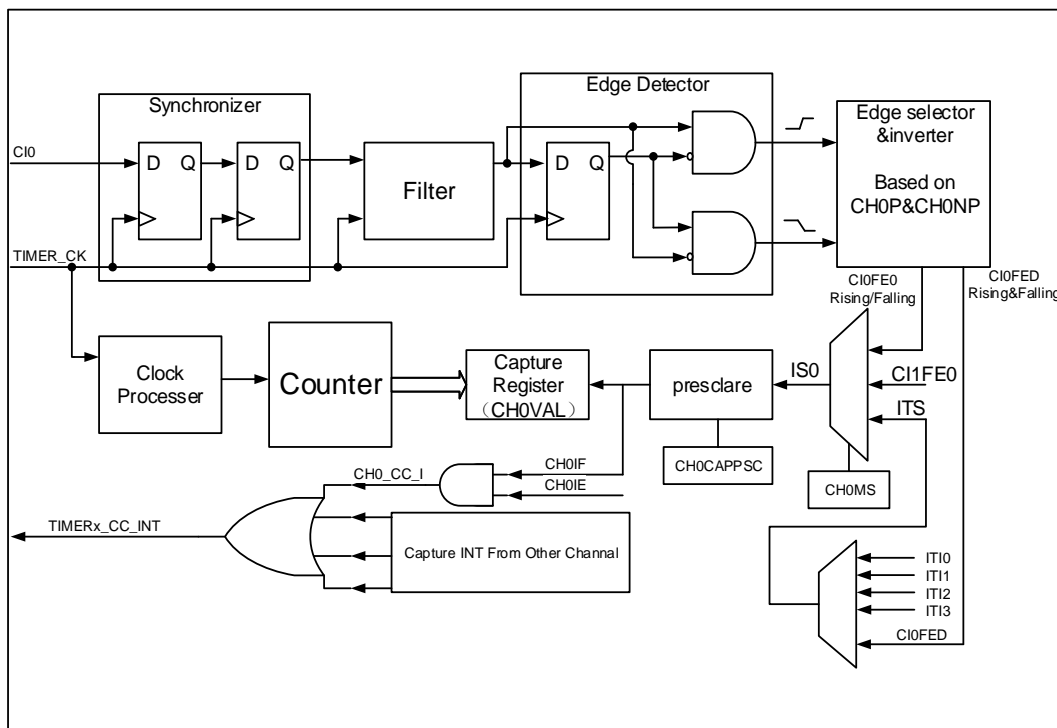 Synchronizer
Edge Detector
CI0
D Q
D Q
Filter
D Q
Edge selector
&inverter
Based on
CH0P&CH0NP
TIMER_CK
CI0FE0
Rising/Falling
CI0FED
Rising&Falling
Clock
Processer
Counter
Capture
Register
（CH0VAL）
presclare
IS0
CI1FE0
ITS
CH0CAPPSC
CH0MS
CH0_CC_I
CH0IF
CH0IE
TIMERx_CC_INT
Capture INT From Other Channal
ITI0
ITI1
ITI2
ITI3
CI0FED